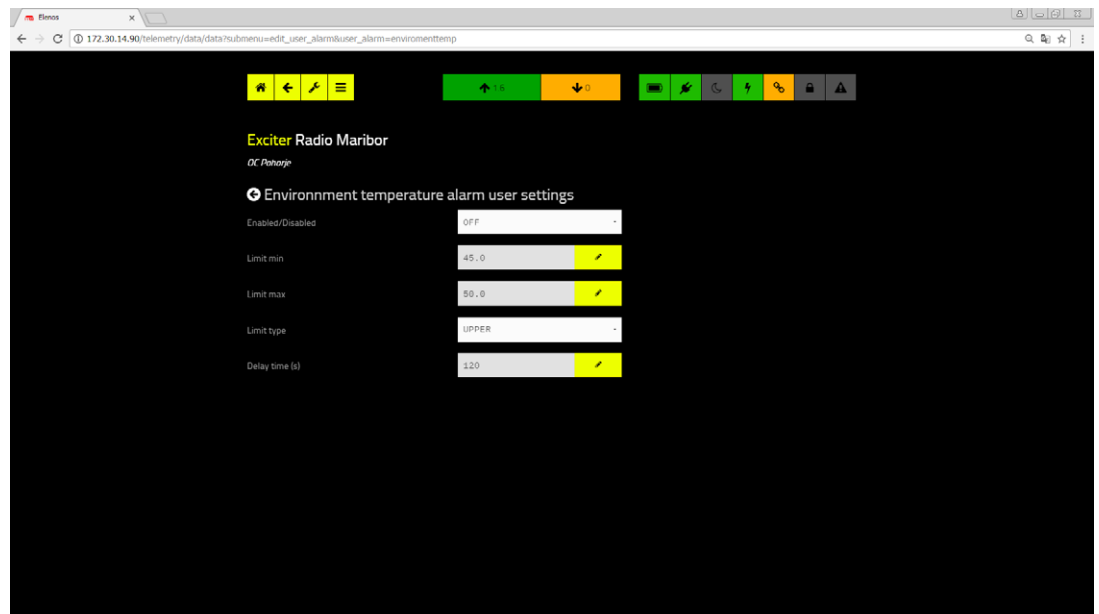 Elenos
172.30.14.90/telemetry/data/data?submenu=edit_user_alarm&user_alarm=enviromenttemp
16
0
Exciter Radio Maribor
OC Pohorje
Environnment temperature alarm user settings
Enabled/Disabled OFF
Limit min 45.0
Limit max 50.0
Limit type UPPER
Delay time (s) 120